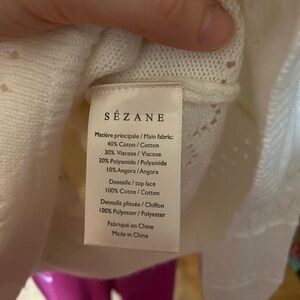 SÉZANE
Matière principale / Main fabric:
40% Coton / Cotton
30% Viscose / Viscose
20% Polyamide / Polyamide
10% Angora / Angora
Dentelle / top lace
100% Coton / Cotton
Dentelle plissée / Chiffon
100% Polyester / Polyester
Fabriqué en Chine
Made in China